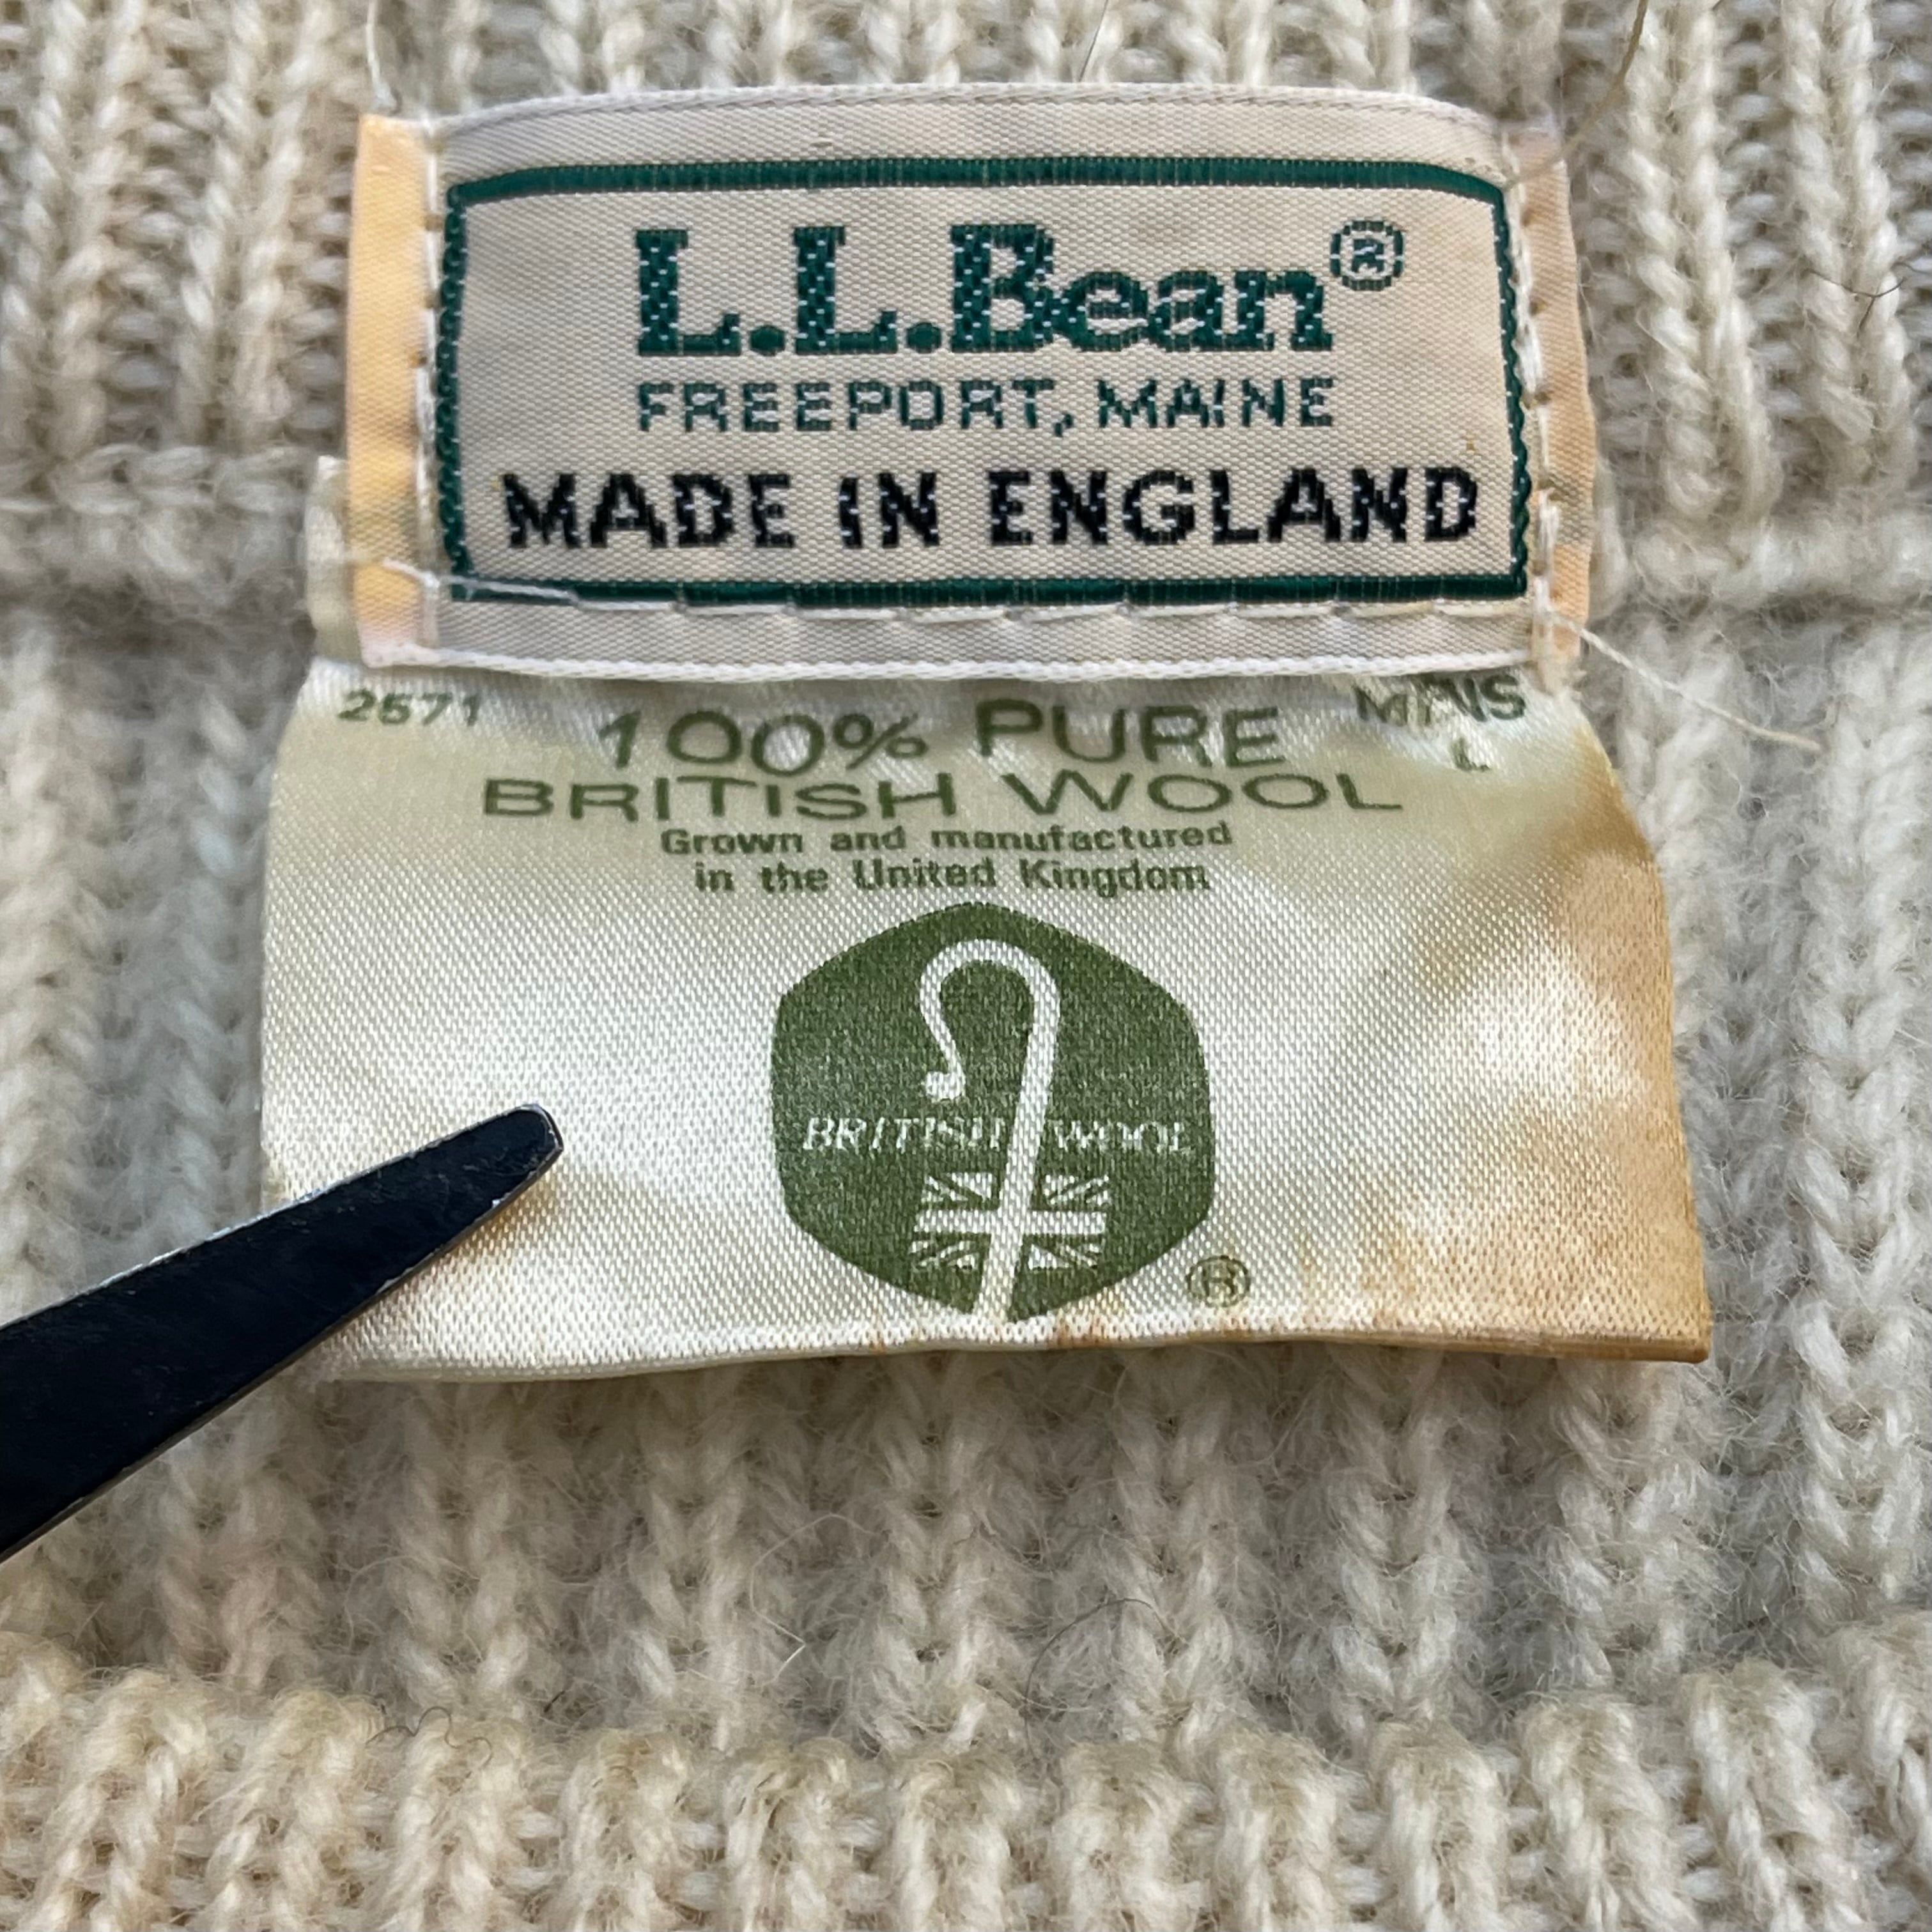 L.L.Bean®
FREEPORT, MAINE
MADE IN ENGLAND
2571
100% PURE
BRITISH WOOL
L
Grown and manufactured
in the United Kingdom
BRITISH WOOL
®